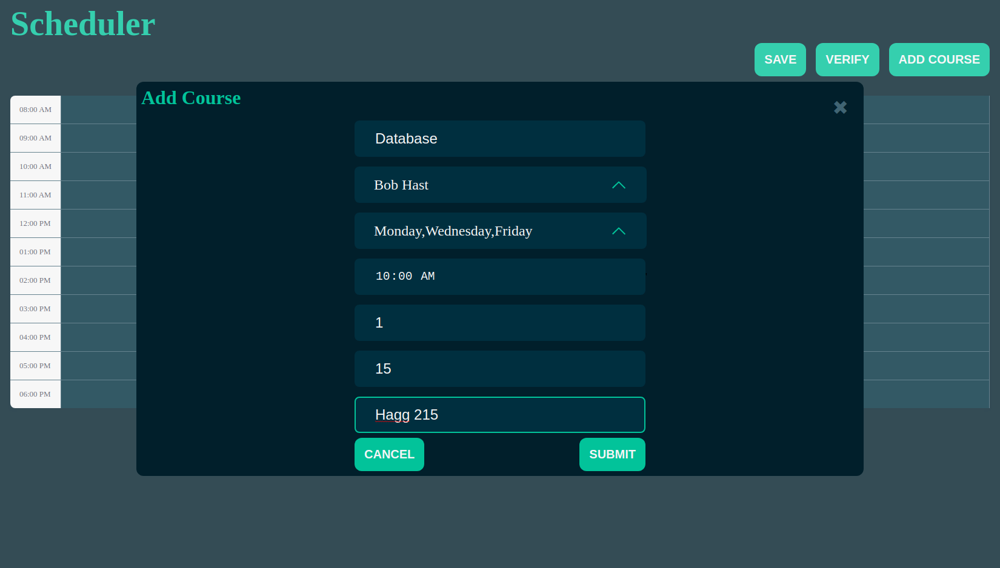 Scheduler
SAVE VERIFY ADD COURSE
Add Course
✖
08:00 AM
09:00 AM
10:00 AM
11:00 AM
12:00 PM
01:00 PM
02:00 PM
03:00 PM
04:00 PM
05:00 PM
06:00 PM
Database
Bob Hast
Monday,Wednesday,Friday
10:00 AM
1
15
Hagg 215
CANCEL SUBMIT